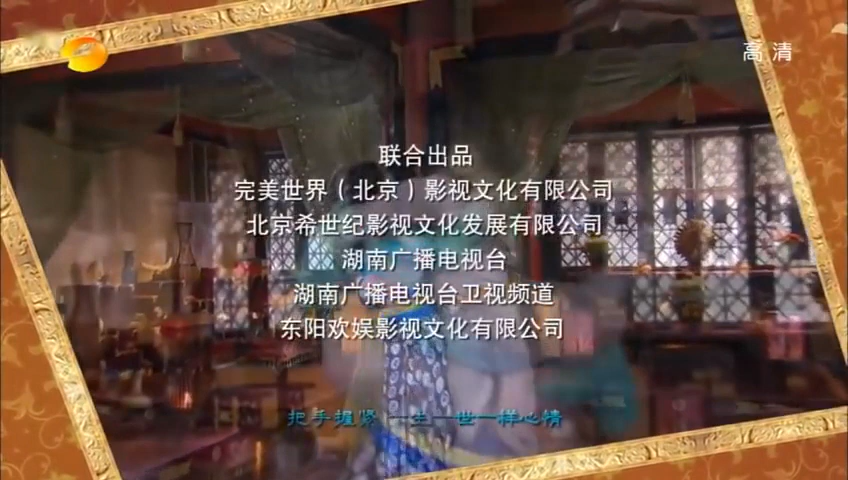 高清
联合出品
完美世界（北京）影视文化有限公司
北京希世纪影视文化发展有限公司
湖南广播电视台
湖南广播电视台卫视频道
东阳欢娱影视文化有限公司
把手握紧 一生一世一样心情